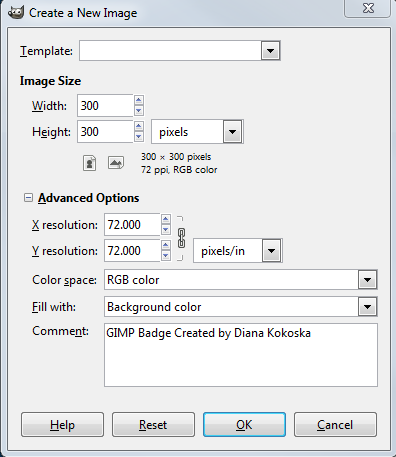 Create a New Image
Template:
Image Size
Width: 300
Height: 300 pixels
300 × 300 pixels
72 ppi, RGB color
Advanced Options
X resolution: 72.000
Y resolution: 72.000 pixels/in
Color space: RGB color
Fill with: Background color
Comment: GIMP Badge Created by Diana Kokoska
Help Reset OK Cancel